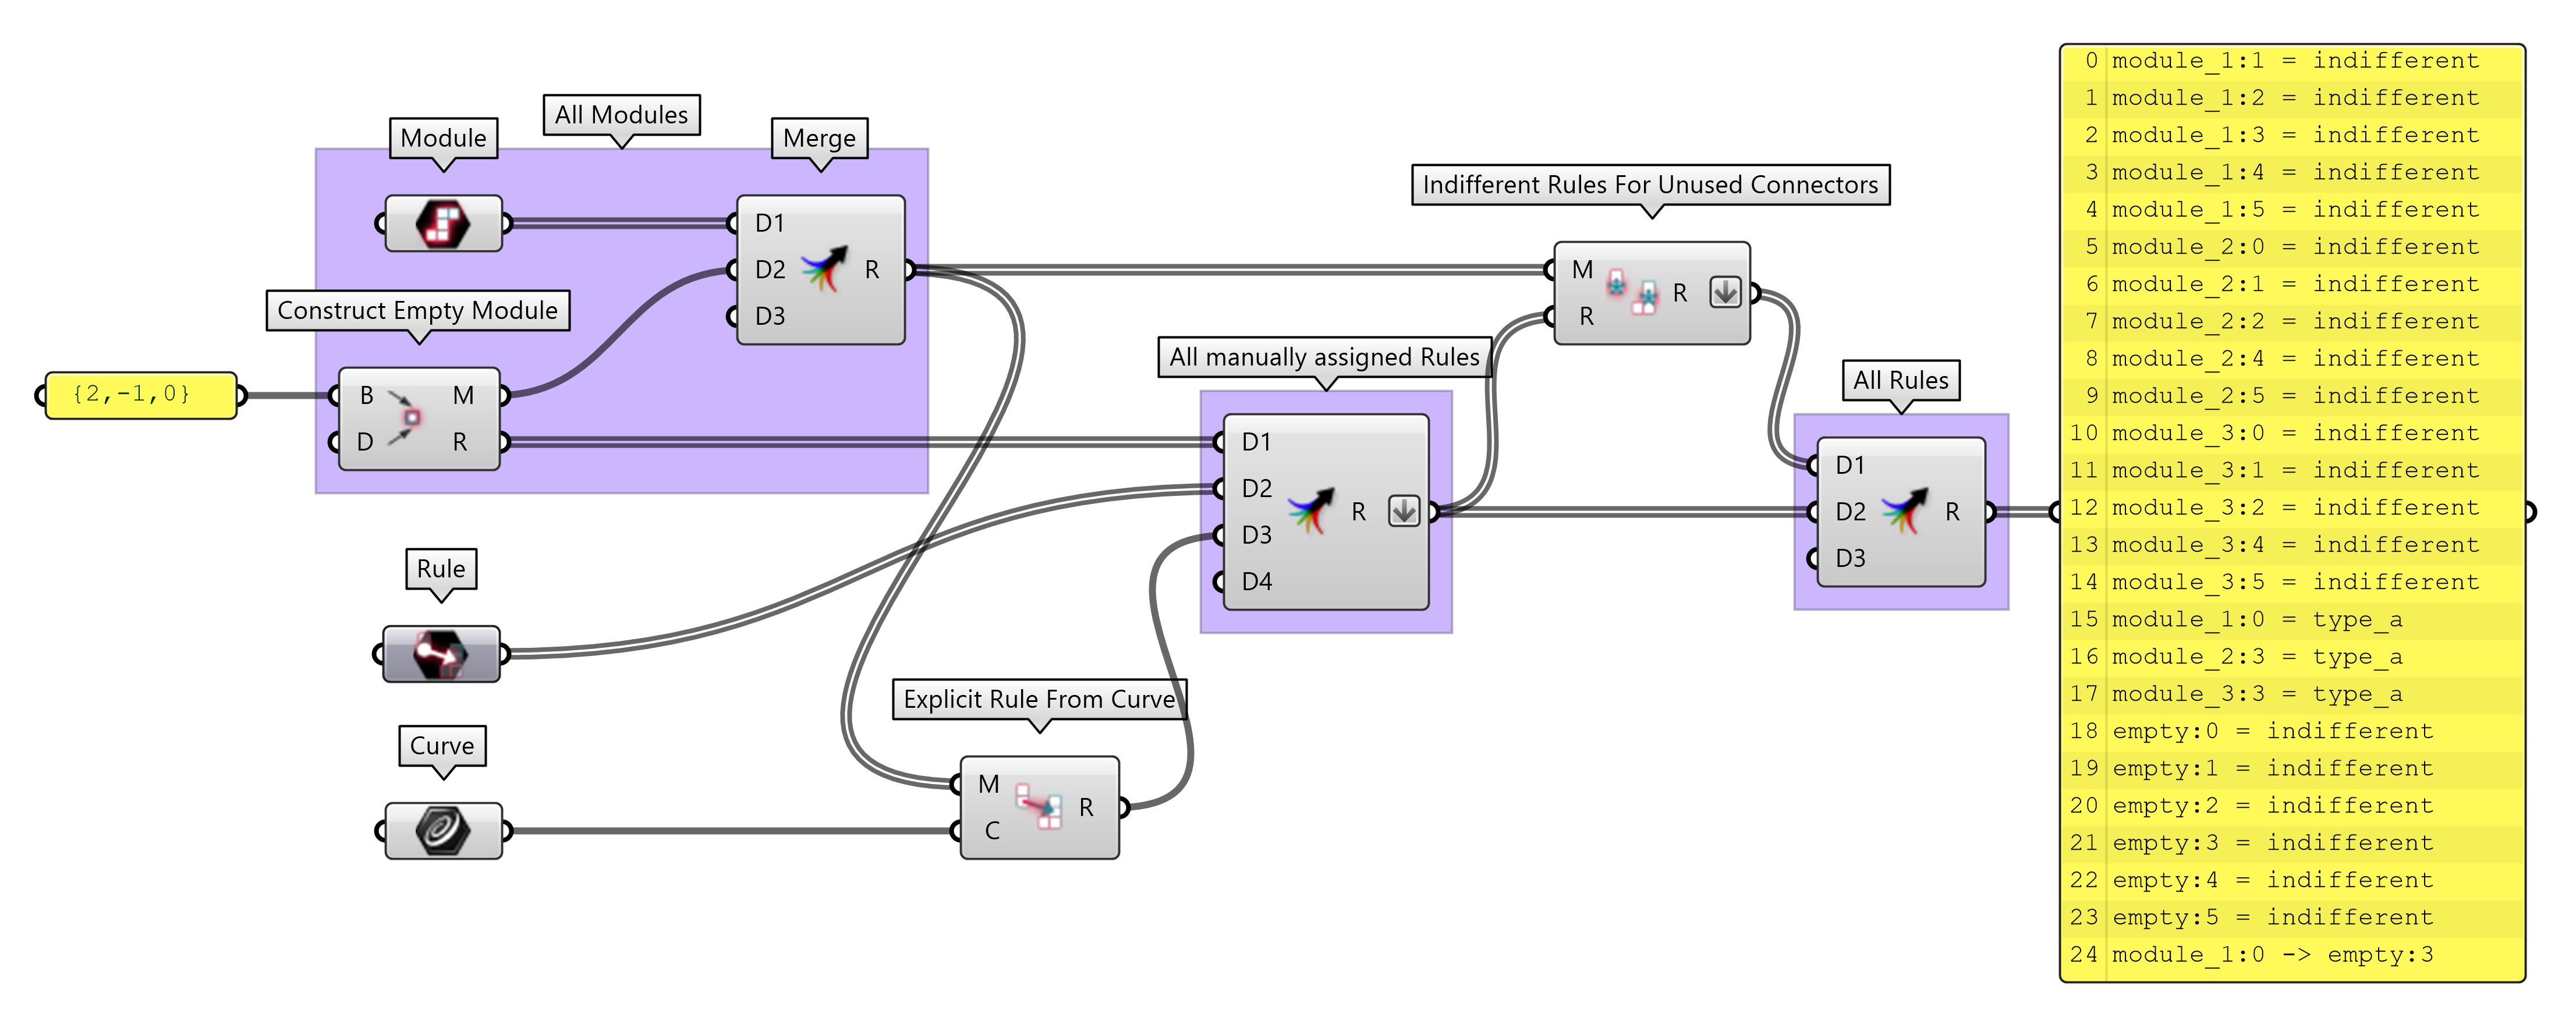 All Modules
Module
Merge
D1
D2
D3
R
Construct Empty Module
{2,-1,0}
B
D
M
R
Rule
Curve
Explicit Rule From Curve
M
C
R
All manually assigned Rules
D1
D2
D3
D4
R
Indifferent Rules For Unused Connectors
M
R
R
All Rules
D1
D2
D3
R
0 module_1:1 = indifferent
1 module_1:2 = indifferent
2 module_1:3 = indifferent
3 module_1:4 = indifferent
4 module_1:5 = indifferent
5 module_2:0 = indifferent
6 module_2:1 = indifferent
7 module_2:2 = indifferent
8 module_2:4 = indifferent
9 module_2:5 = indifferent
10 module_3:0 = indifferent
11 module_3:1 = indifferent
12 module_3:2 = indifferent
13 module_3:4 = indifferent
14 module_3:5 = indifferent
15 module_1:0 = type_a
16 module_2:3 = type_a
17 module_3:3 = type_a
18 empty:0 = indifferent
19 empty:1 = indifferent
20 empty:2 = indifferent
21 empty:3 = indifferent
22 empty:4 = indifferent
23 empty:5 = indifferent
24 module_1:0 -> empty:3